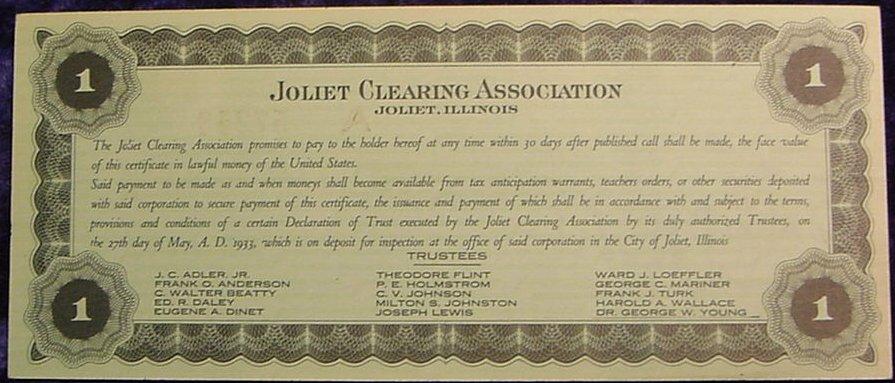 1
1
JOLIET CLEARING ASSOCIATION
JOLIET, ILLINOIS
The Joliet Clearing Association promises to pay to the holder hereof at any time within 30 days after published call shall be made, the face value
of this certificate in lawful money of the United States.
Said payment to be made as and when moneys shall become available from tax anticipation warrants, teachers orders, or other securities deposited
with said corporation to secure payment of this certificate, the issuance and payment of which shall be in accordance with and subject to the terms,
provisions and conditions of a certain Declaration of Trust executed by the Joliet Clearing Association by its duly authorized Trustees, on
the 27th day of May, A. D. 1933, which is on deposit for inspection at the office of said corporation in the City of Joliet, Illinois
TRUSTEES
J. C. ADLER, JR.
FRANK O. ANDERSON
C. WALTER BEATTY
ED. R. DALEY
EUGENE A. DINET
THEODORE FLINT
P. E. HOLMSTROM
C. V. JOHNSON
MILTON S. JOHNSTON
JOSEPH LEWIS
WARD J. LOEFFLER
GEORGE C. MARINER
FRANK J. TURK
HAROLD A. WALLACE
DR. GEORGE W. YOUNG
1
1